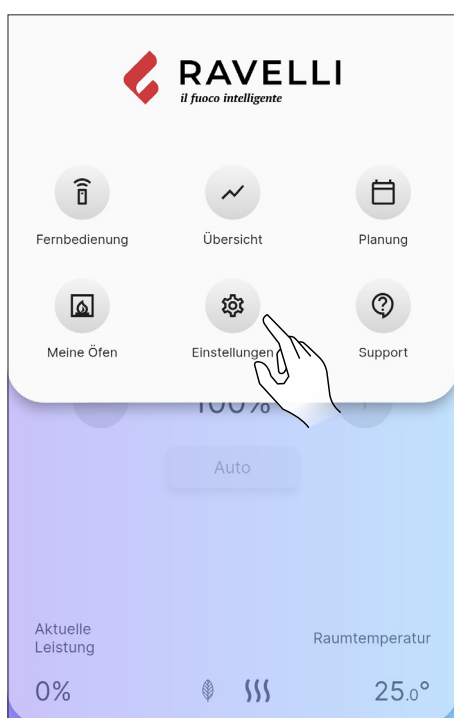 RAVELLI
il fuoco intelligente
Fernbedienung
Übersicht
Planung
Meine Öfen
Einstellungen
Support
100%
Auto
Aktuelle
Leistung
Raumtemperatur
0%
25.0°